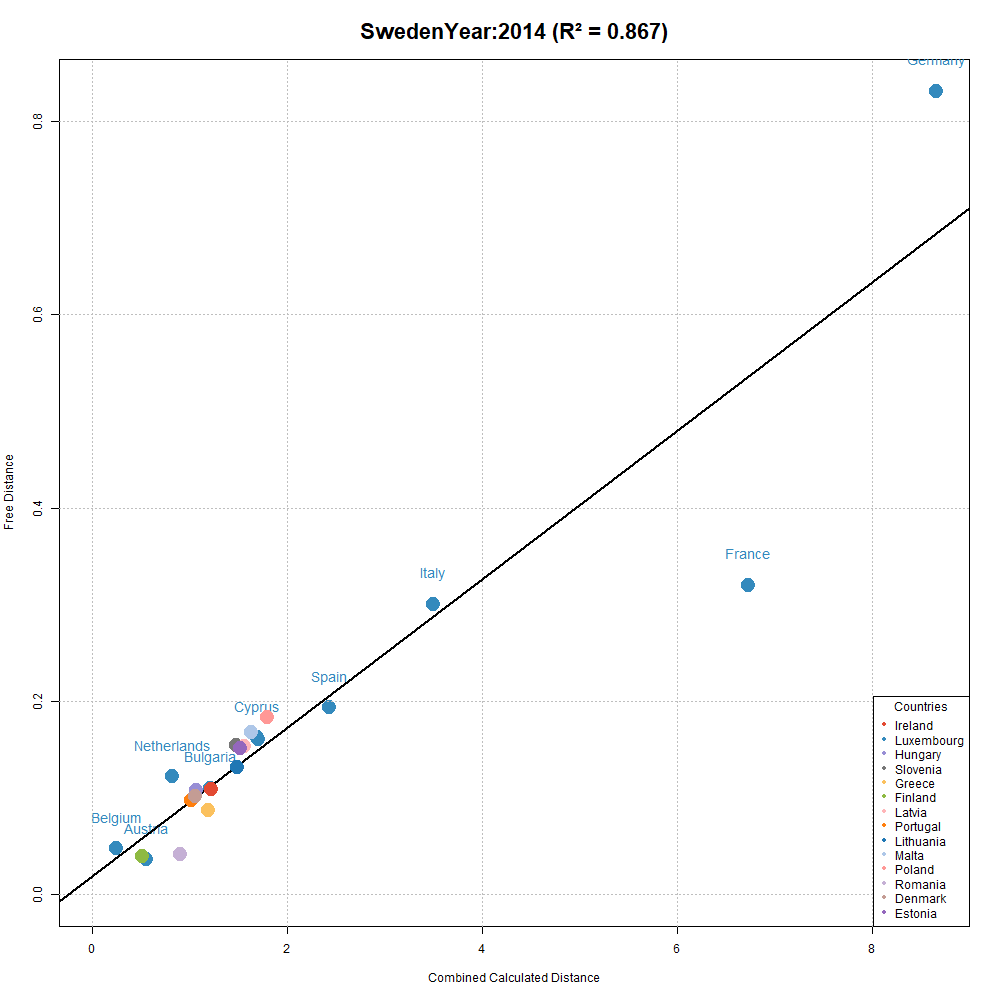 SwedenYear:2014 (R² = 0.867)
Germany
0.8
0.6
Free Distance
0.4
France
Italy
Spain
0.2
Cyprus
Netherlands
Bulgaria
Belgium
Austria
0.0
Countries
Ireland
Luxembourg
Hungary
Slovenia
Greece
Finland
Latvia
Portugal
Lithuania
Malta
Poland
Romania
Denmark
Estonia
0 2 4 6 8
Combined Calculated Distance